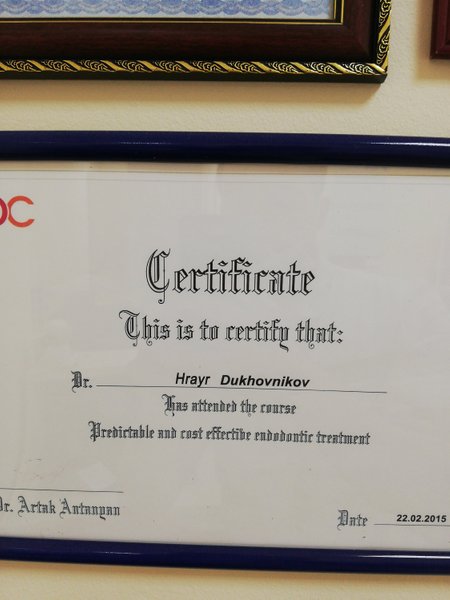 Certificate
This is to certify that:
Dr. Hrayr Dukhovnikov
Has attended the course
Predictable and cost effective endodontic treatment
Dr. Artak Antanyan
Date 22.02.2015